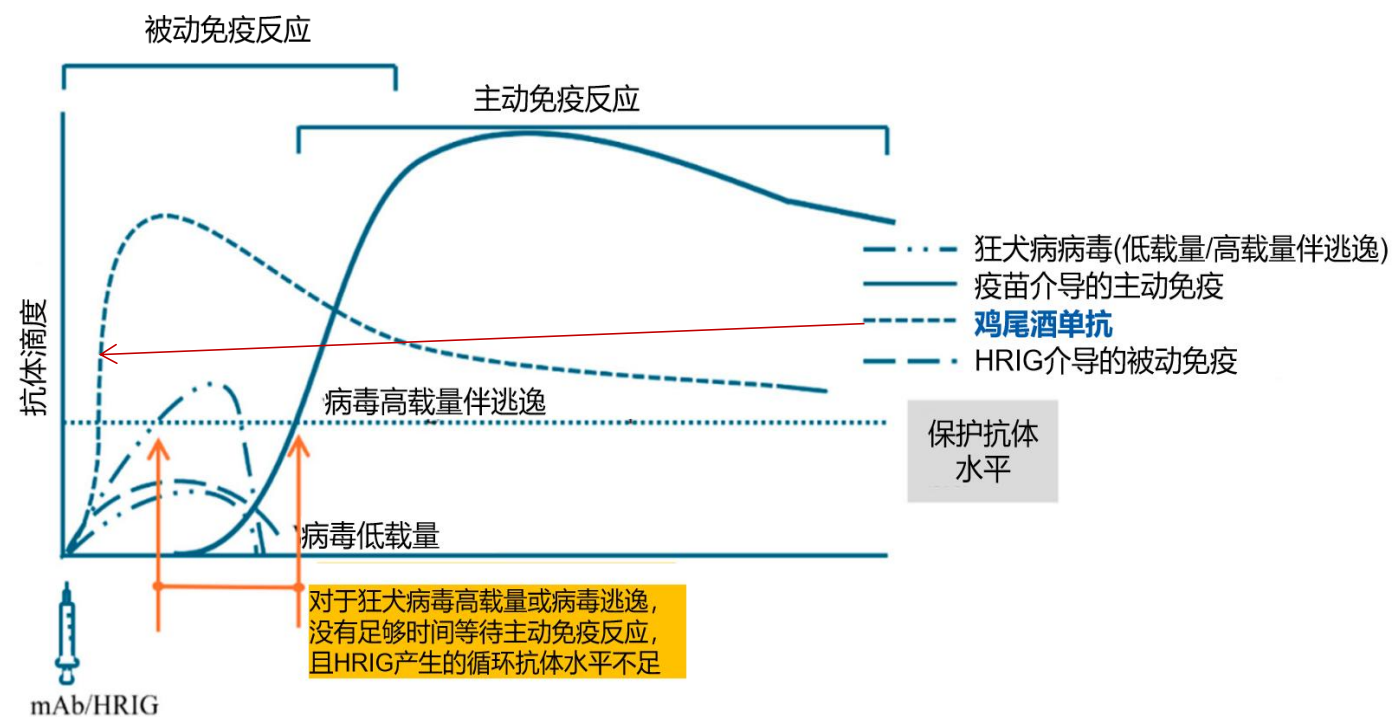 被动免疫反应
主动免疫反应
抗体滴度
狂犬病病毒(低载量/高载量伴逃逸)
疫苗介导的主动免疫
鸡尾酒单抗
HRIG介导的被动免疫
病毒高载量伴逃逸
保护抗体
水平
病毒低载量
对于狂犬病毒高载量或病毒逃逸，
没有足够时间等待主动免疫反应，
且HRIG产生的循环抗体水平不足
mAb/HRIG